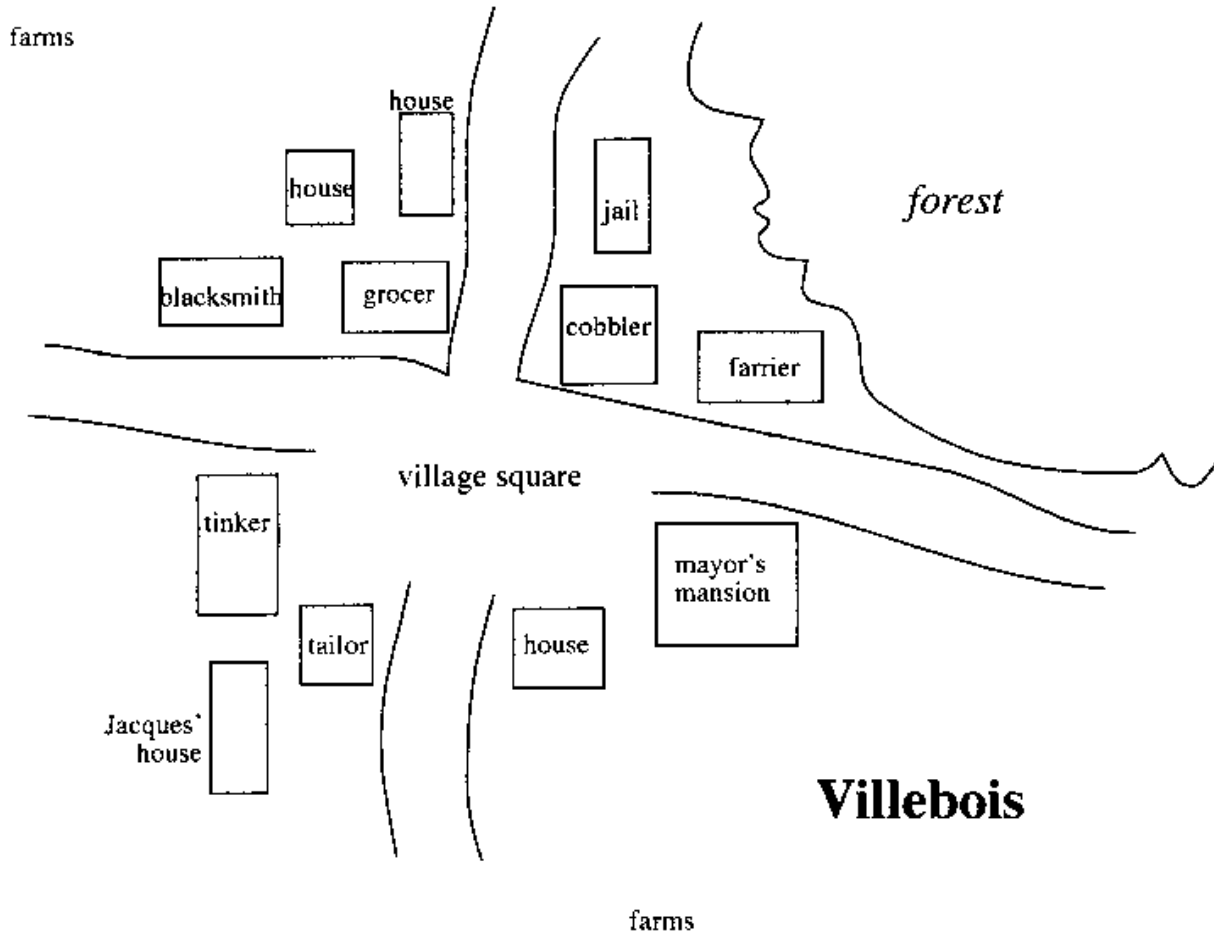 farms
house
house
jail
forest
blacksmith
grocer
cobbler
farrier
village square
tinker
mayor's
mansion
tailor
house
Jacques'
house
Villebois
farms